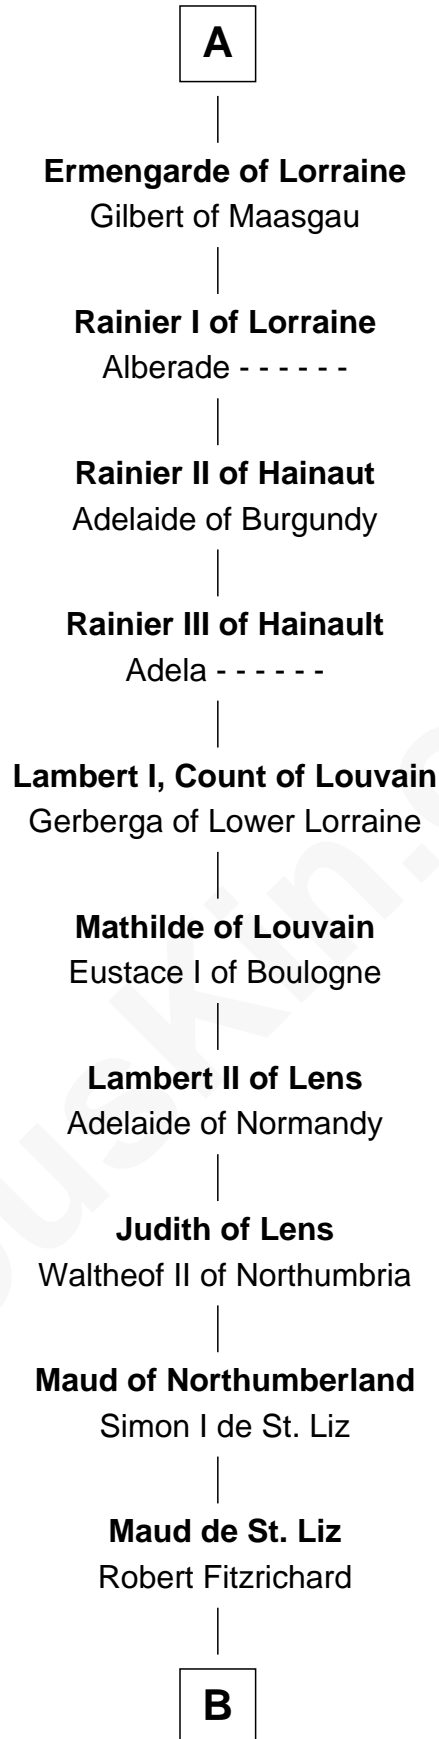 A
Ermengarde of Lorraine
Gilbert of Maasgau
Rainier I of Lorraine
Alberade - - - - - -
Rainier II of Hainaut
Adelaide of Burgundy
Rainier III of Hainault
Adela - - - - - -
Lambert I, Count of Louvain
Gerberga of Lower Lorraine
Mathilde of Louvain
Eustace I of Boulogne
Lambert II of Lens
Adelaide of Normandy
Judith of Lens
Waltheof II of Northumbria
Maud of Northumberland
Simon I de St. Liz
Maud de St. Liz
Robert Fitzrichard
B